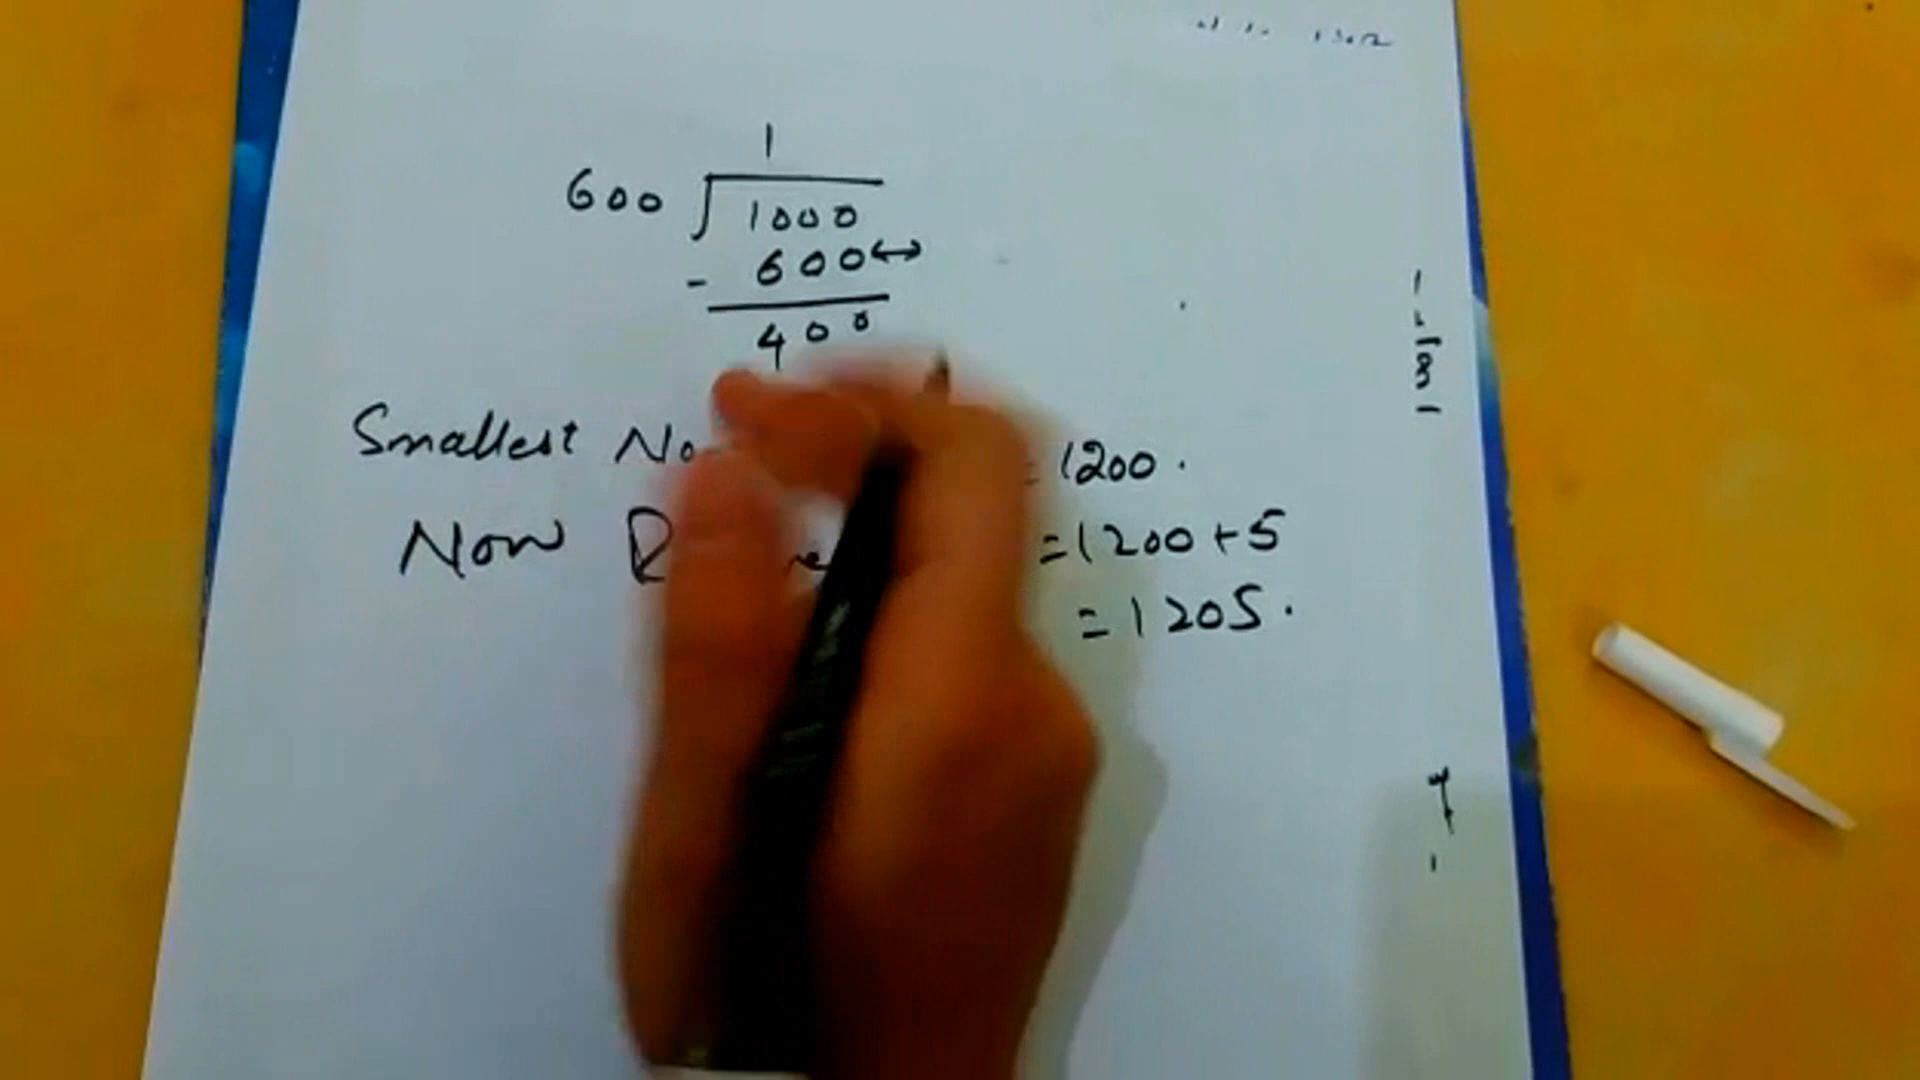 1
600 1000
- 600↔
400
Smallest No = 1200.
Now = 1200 + 5
= 1205.